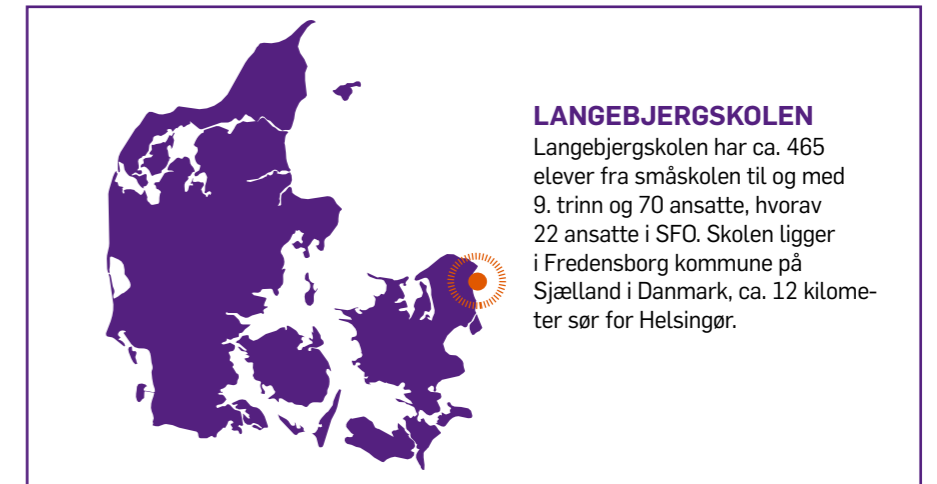 LANGEBJERGSKOLEN
Langebjergskolen har ca. 465
elever fra småskolen til og med
9. trinn og 70 ansatte, hvorav
22 ansatte i SFO. Skolen ligger
i Fredensborg kommune på
Sjælland i Danmark, ca. 12 kilome-
ter sør for Helsingør.